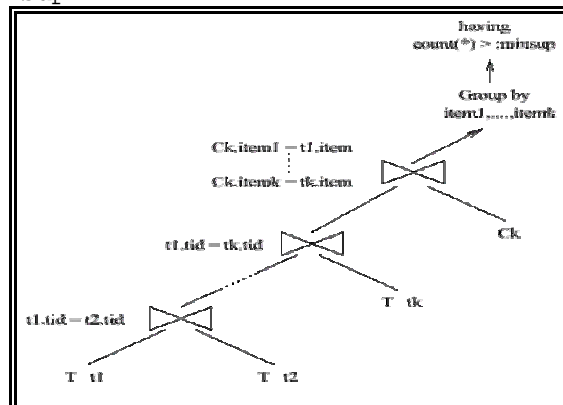 having
count(*) > :minsup
Group by
item1,....,itemk
Ck.item1 = t1.item
Ck.itemk = tk.item
Ck
t1.tid = tk.tid
T tk
t1.tid = t2.tid
T t1
T t2